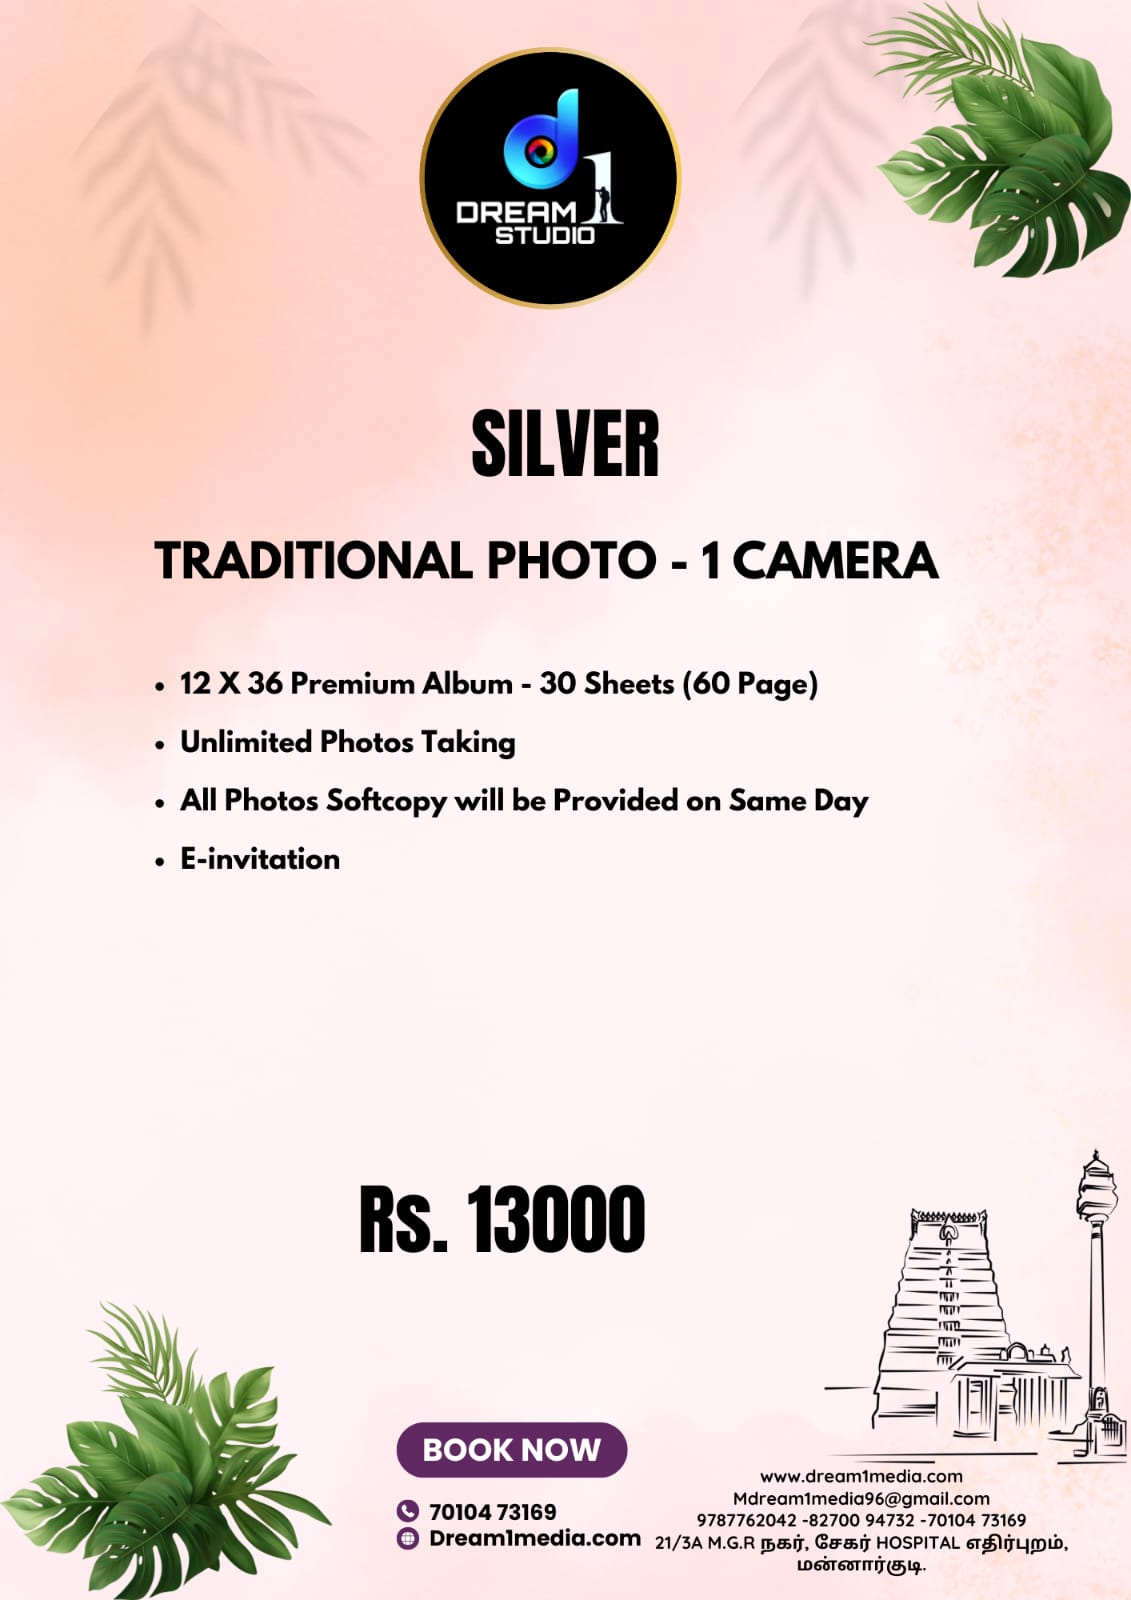 DREAM 1
STUDIO
SILVER
TRADITIONAL PHOTO - 1 CAMERA
• 12 X 36 Premium Album - 30 Sheets (60 Page)
• Unlimited Photos Taking
• All Photos Softcopy will be Provided on Same Day
• E-invitation
Rs. 13000
BOOK NOW
70104 73169
Dream1media.com
www.dream1media.com
Mdream1media96@gmail.com
9787762042 -82700 94732 -70104 73169
21/3A M.G.R நகர், சேகர் HOSPITAL எதிர்புறம்,
மன்னார்குடி.